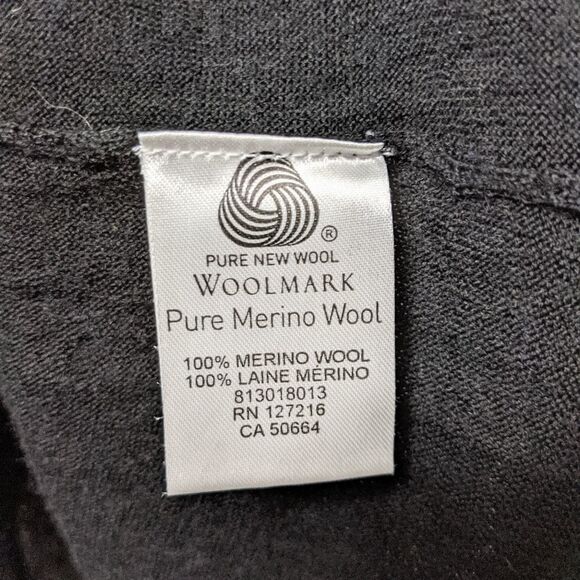 ®
PURE NEW WOOL
WOOLMARK
Pure Merino Wool
100% MERINO WOOL
100% LAINE MÉRINO
813018013
RN 127216
CA 50664